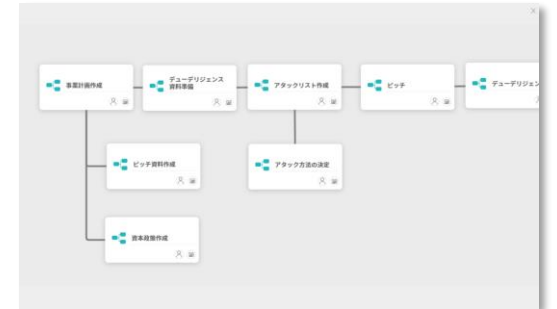 事業計画作成
デューデリジェンス
資料準備
アタックリスト作成
ピッチ
デューデリジェン
ピッチ資料作成
アタック方法の決定
資本政策作成